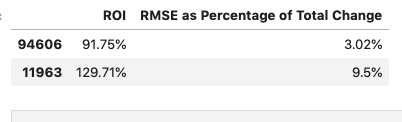 ROI RMSE as Percentage of Total Change
94606 91.75% 3.02%
11963 129.71% 9.5%